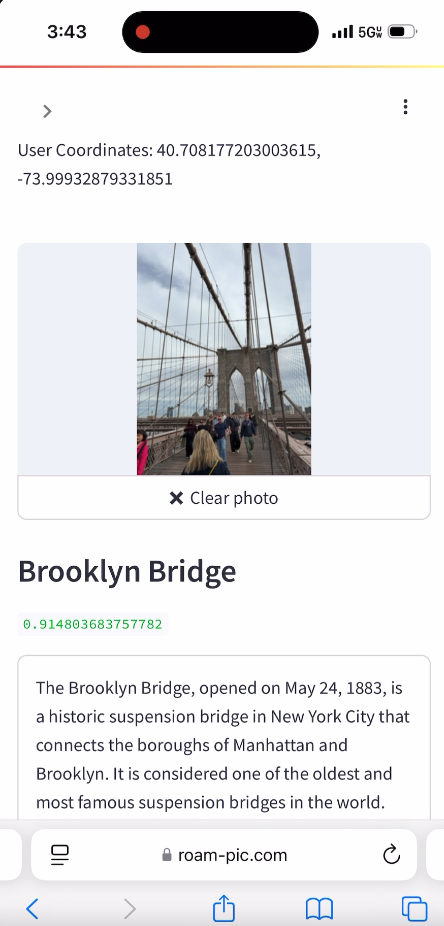 3:43
5G UW
User Coordinates: 40.708177203003615,
-73.99932879331851
Clear photo
Brooklyn Bridge
0.914803683757782
The Brooklyn Bridge, opened on May 24, 1883, is
a historic suspension bridge in New York City that
connects the boroughs of Manhattan and
Brooklyn. It is considered one of the oldest and
most famous suspension bridges in the world.
roam-pic.com